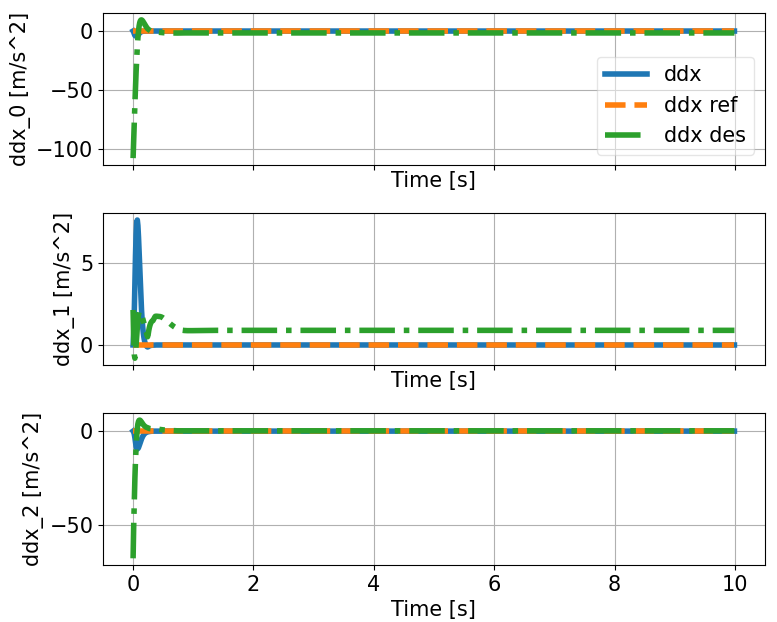 ddx_0 [m/s^2]
0
−50
−100
ddx
ddx ref
ddx des
Time [s]
ddx_1 [m/s^2]
5
0
Time [s]
ddx_2 [m/s^2]
0
−50
0 2 4 6 8 10
Time [s]